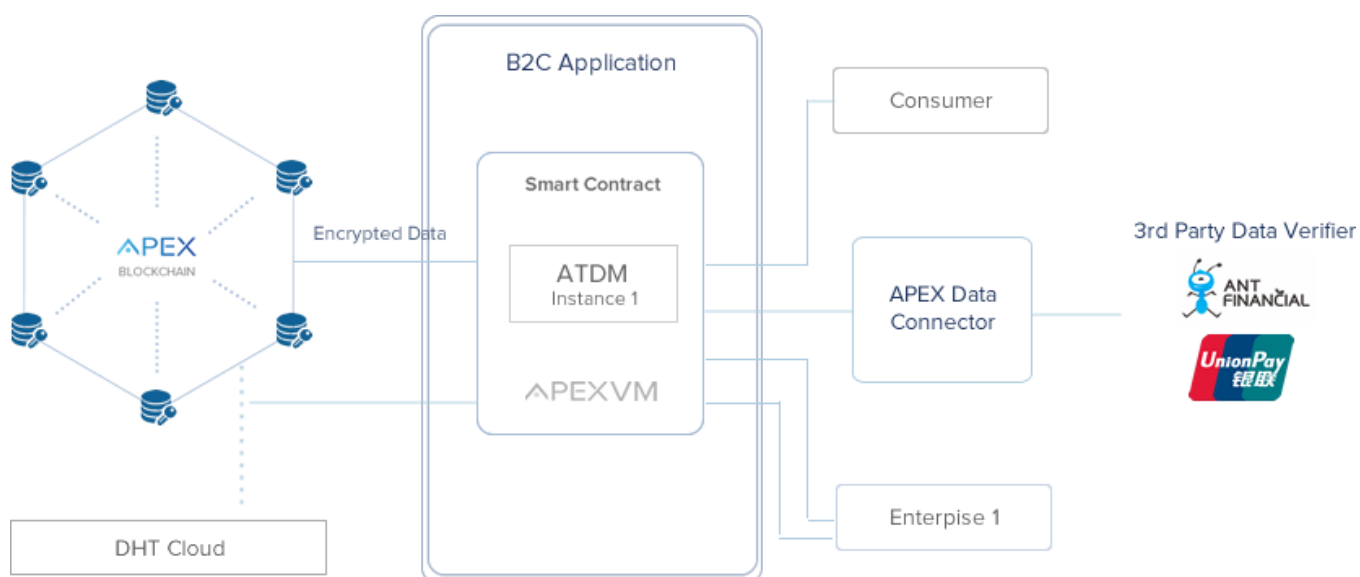 B2C Application
Consumer
Smart Contract
Encrypted Data
APEX
BLOCKCHAIN
ATDM
Instance 1
APEX Data
Connector
3rd Party Data Verifier
ANT
FINANCIAL
UnionPay
银联
APEXVM
Enterpise 1
DHT Cloud